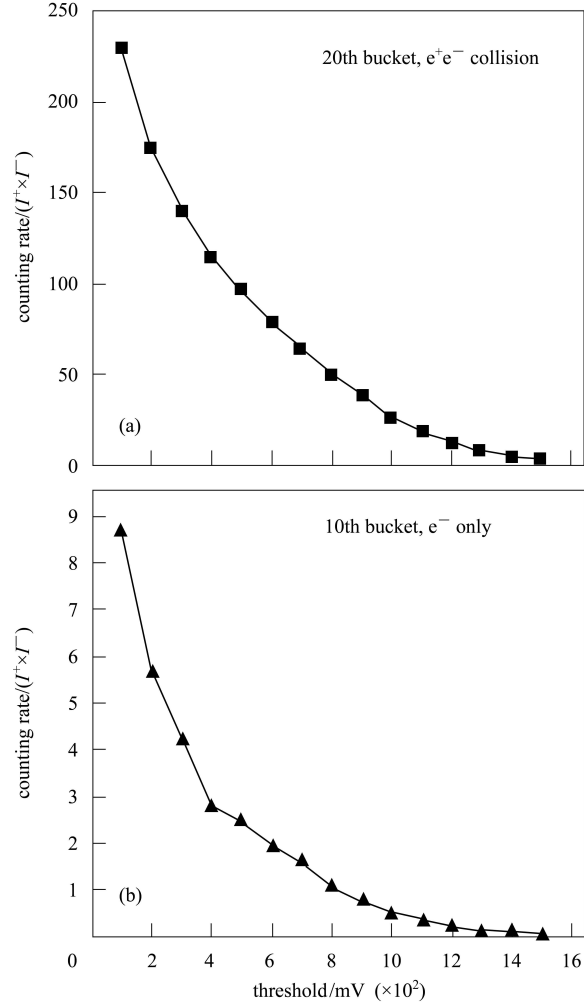 250
20th bucket, e⁺e⁻ collision
200
150
counting rate/(I⁺×I⁻)
100
50
(a)
0
9
10th bucket, e⁻ only
8
7
6
5
counting rate/(I⁺×I⁻)
4
3
2
1
(b)
0 2 4 6 8 10 12 14 16
threshold/mV (×10²)